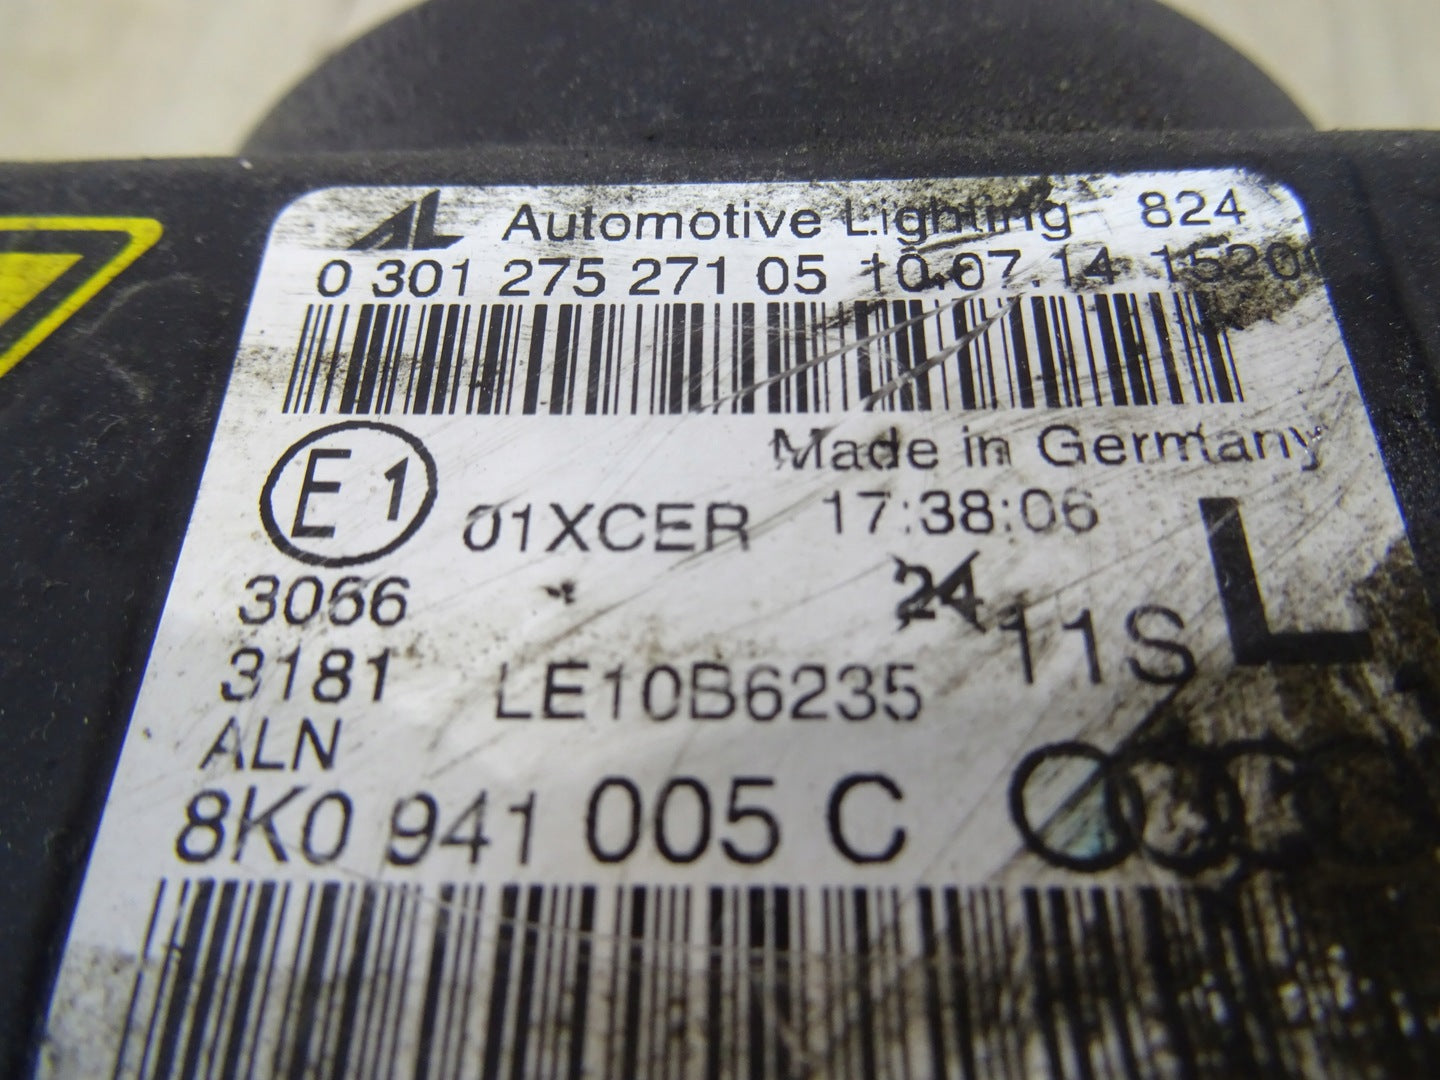 AL Automotive Lighting 824
0 301 275 271 05 10.07.14 1520
Made in Germany
E1 01XCER 17:38:06
3066 24 11S L
3181 LE10B6235
ALN
8K0 941 005 C